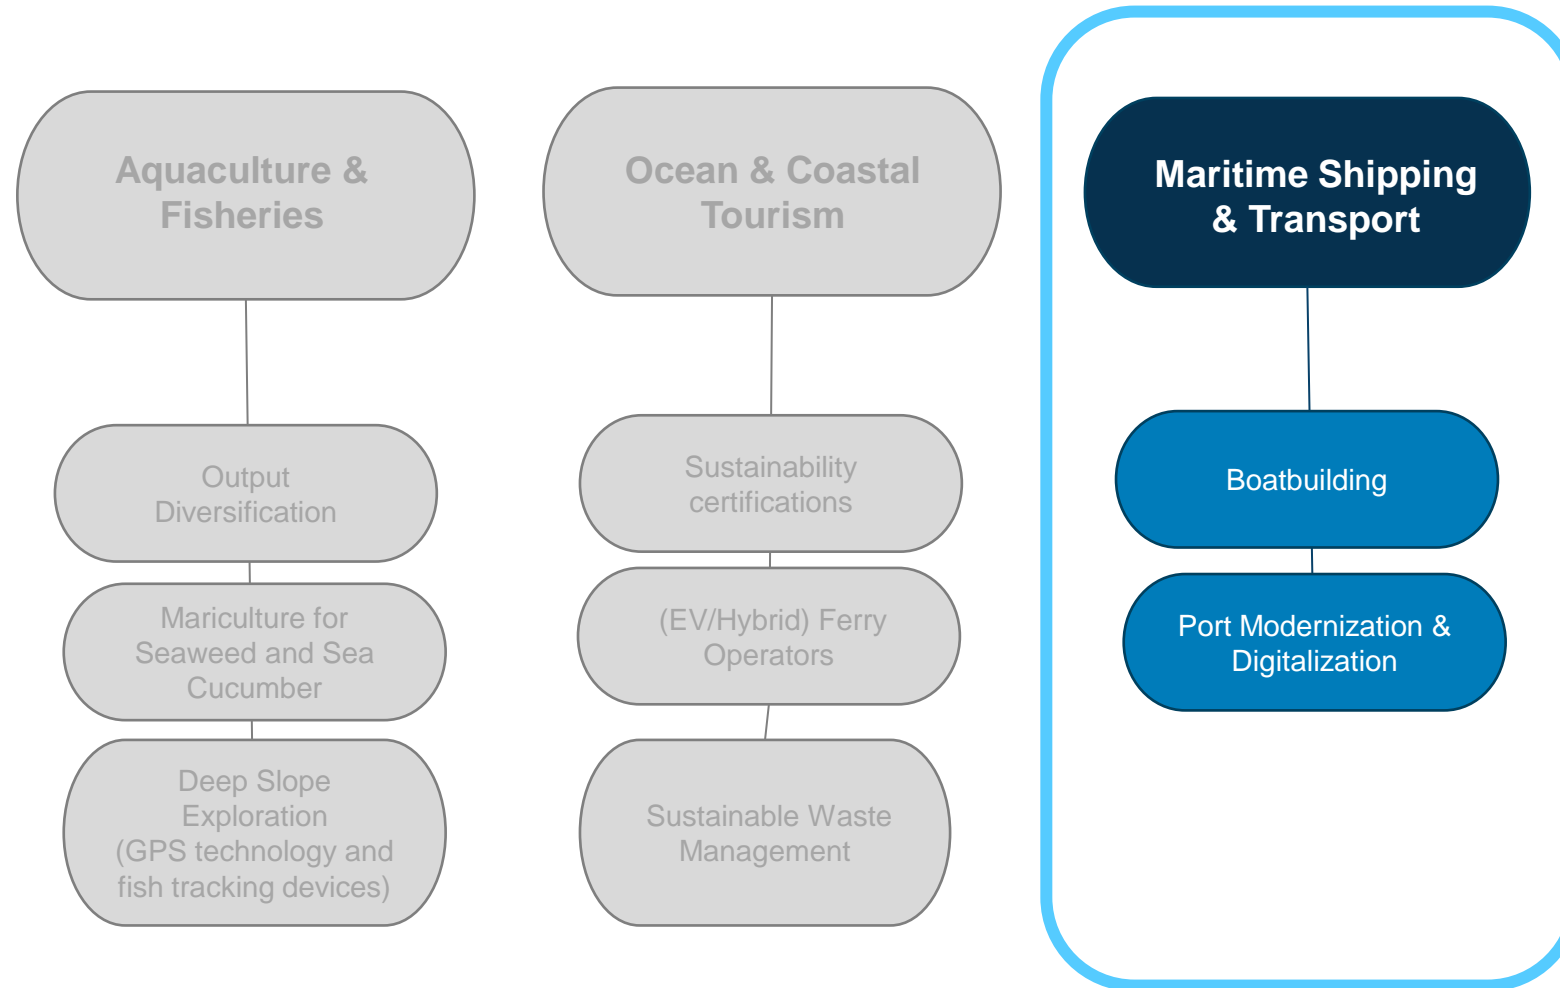 Aquaculture &
Fisheries
Output
Diversification
Mariculture for
Seaweed and Sea
Cucumber
Deep Slope
Exploration
(GPS technology and
fish tracking devices)
Ocean & Coastal
Tourism
Sustainability
certifications
(EV/Hybrid) Ferry
Operators
Sustainable Waste
Management
Maritime Shipping
& Transport
Boatbuilding
Port Modernization &
Digitalization